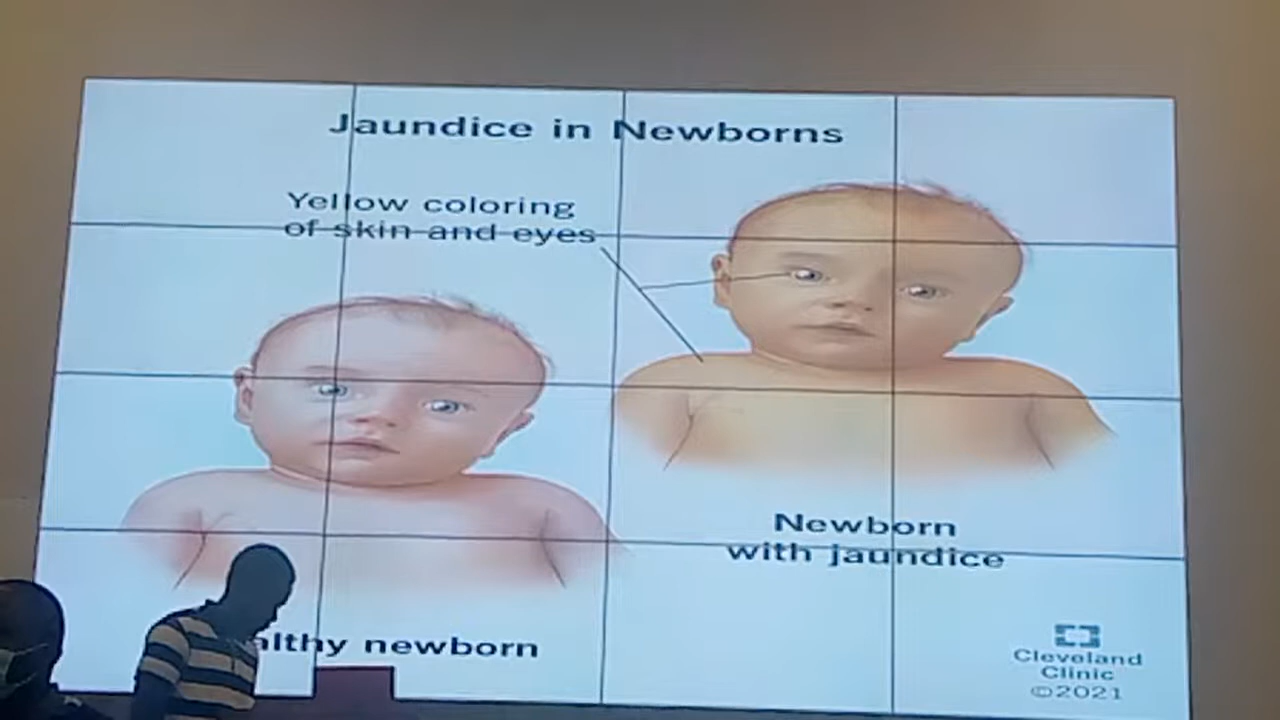 Jaundice in Newborns
Yellow coloring
of skin and eyes
Newborn
with jaundice
althy newborn
Cleveland
Clinic
©2021